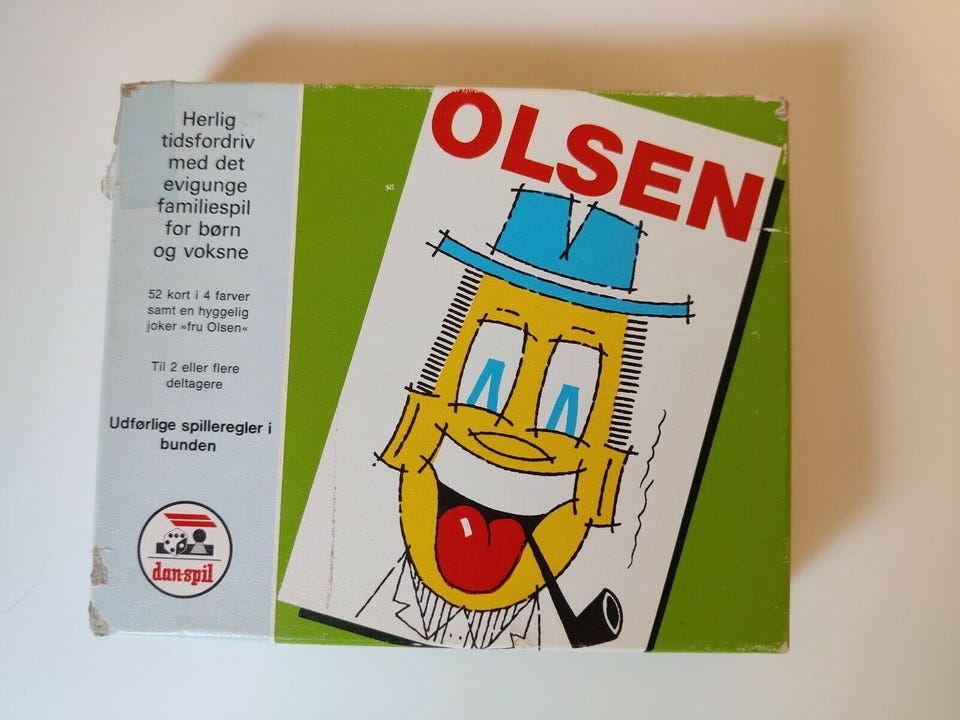 Herlig
tidsfordriv
med det
evigunge
familiespil
for børn
og voksne
52 kort i 4 farver
samt en hyggelig
joker »fru Olsen«
Til 2 eller flere
deltagere
Udførlige spilleregler i
bunden
dan-spil
OLSEN